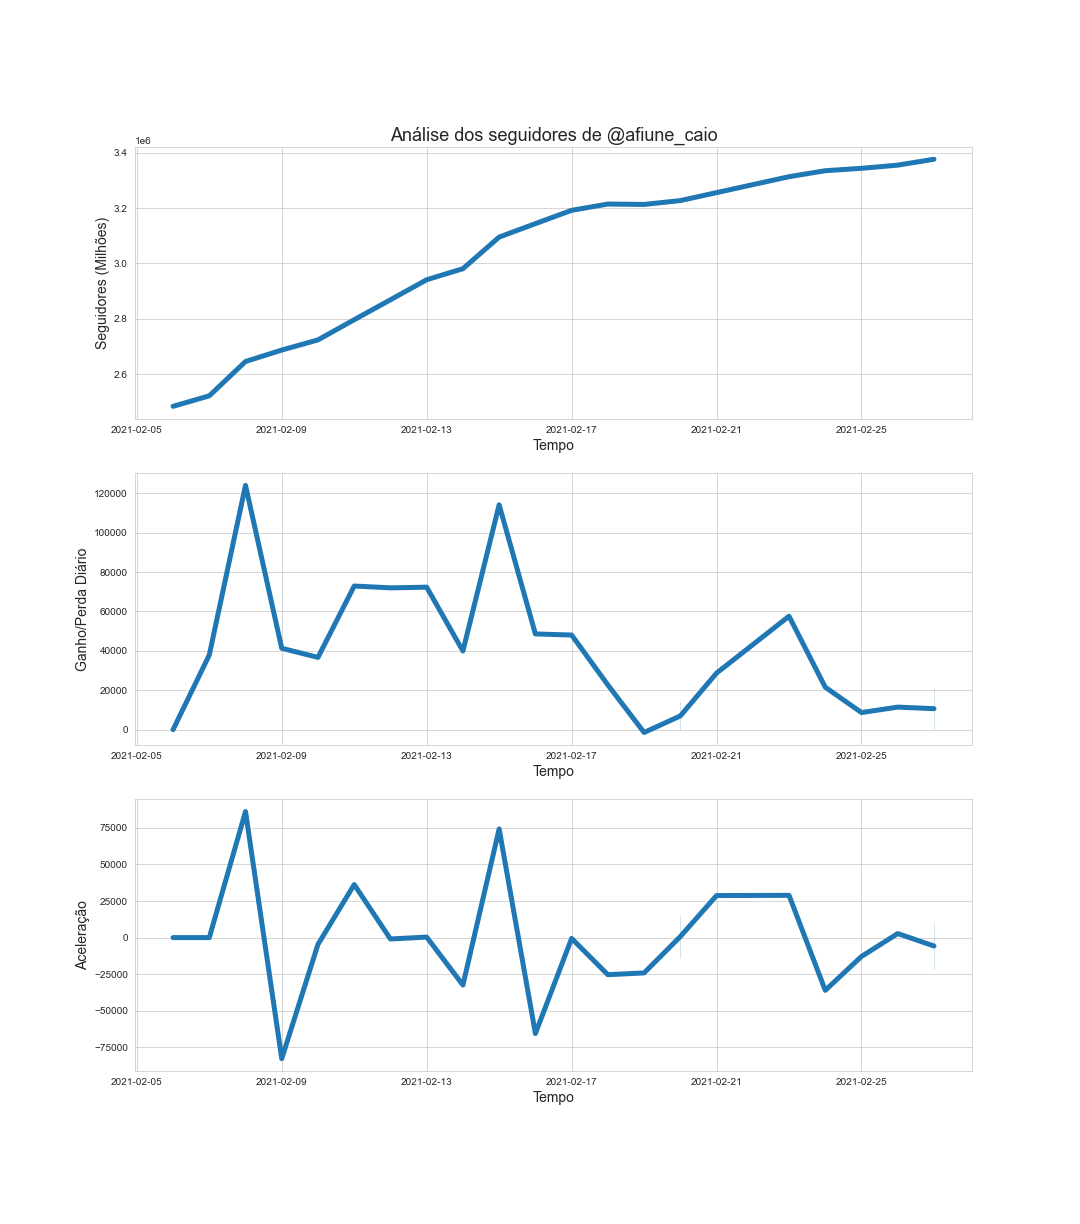 Análise dos seguidores de @afiune_caio
1e6
3.4
3.2
3.0
2.8
2.6
Seguidores (Milhões)
2021-02-05 2021-02-09 2021-02-13 2021-02-17 2021-02-21 2021-02-25
Tempo
120000
100000
80000
60000
40000
20000
0
Ganho/Perda Diário
2021-02-05 2021-02-09 2021-02-13 2021-02-17 2021-02-21 2021-02-25
Tempo
75000
50000
25000
0
−25000
−50000
−75000
Aceleração
2021-02-05 2021-02-09 2021-02-13 2021-02-17 2021-02-21 2021-02-25
Tempo